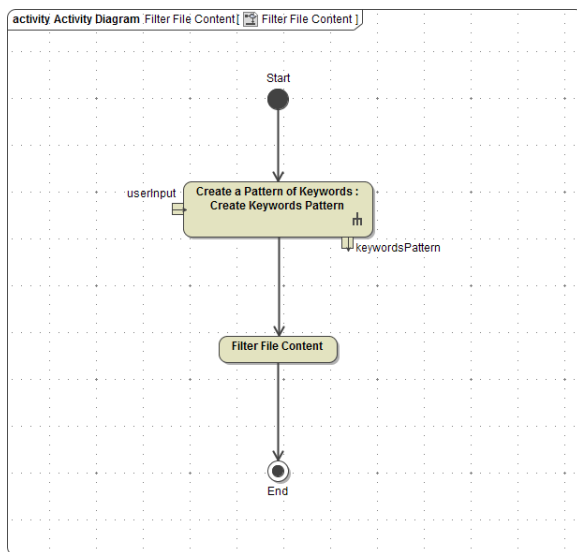 activity Activity Diagram Filter File Content [ Filter File Content ]
Start
userInput
Create a Pattern of Keywords :
Create Keywords Pattern
keywordsPattern
Filter File Content
End